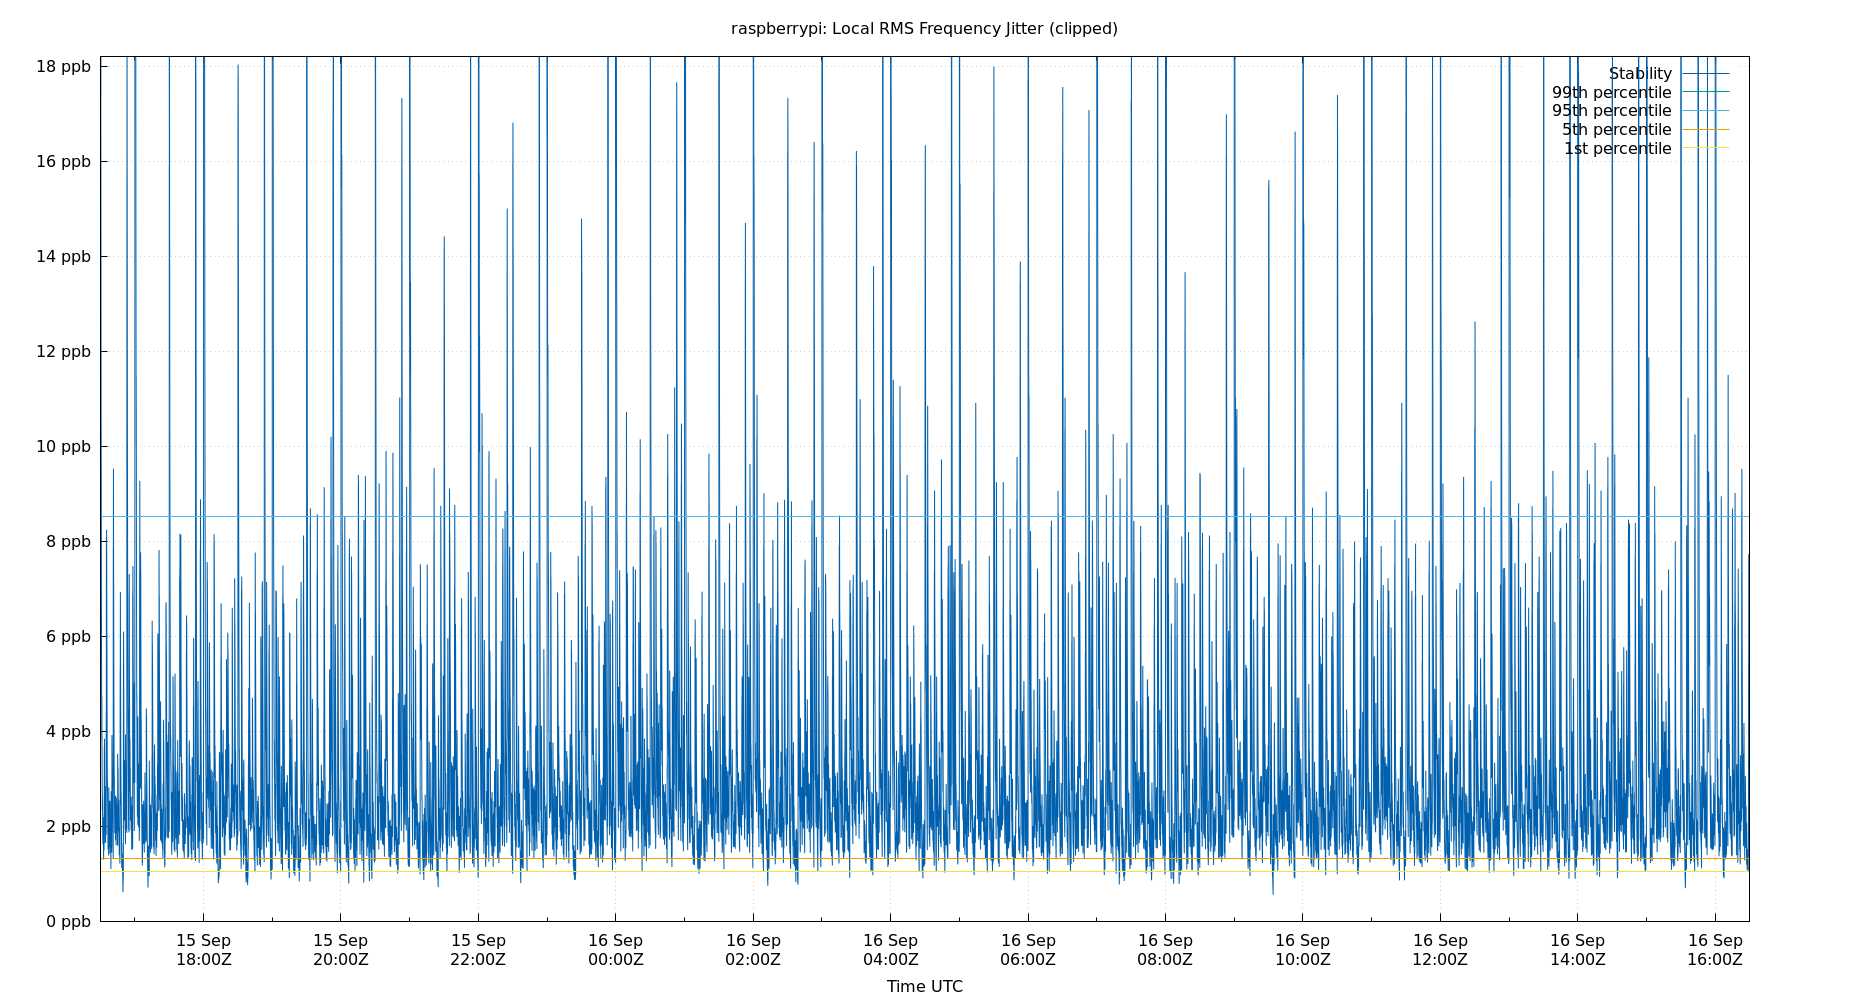 raspberrypi: Local RMS Frequency Jitter (clipped)
18 ppb
16 ppb
14 ppb
12 ppb
10 ppb
8 ppb
6 ppb
4 ppb
2 ppb
0 ppb
Stability
99th percentile
95th percentile
5th percentile
1st percentile
15 Sep 15 Sep 15 Sep 16 Sep 16 Sep 16 Sep 16 Sep 16 Sep 16 Sep 16 Sep 16 Sep 16 Sep
18:00Z 20:00Z 22:00Z 00:00Z 02:00Z 04:00Z 06:00Z 08:00Z 10:00Z 12:00Z 14:00Z 16:00Z
Time UTC